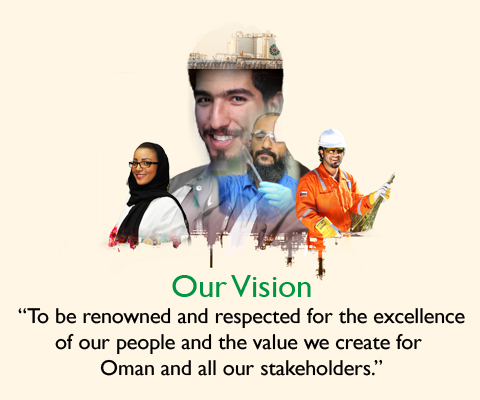 Our Vision
“To be renowned and respected for the excellence
of our people and the value we create for
Oman and all our stakeholders.”